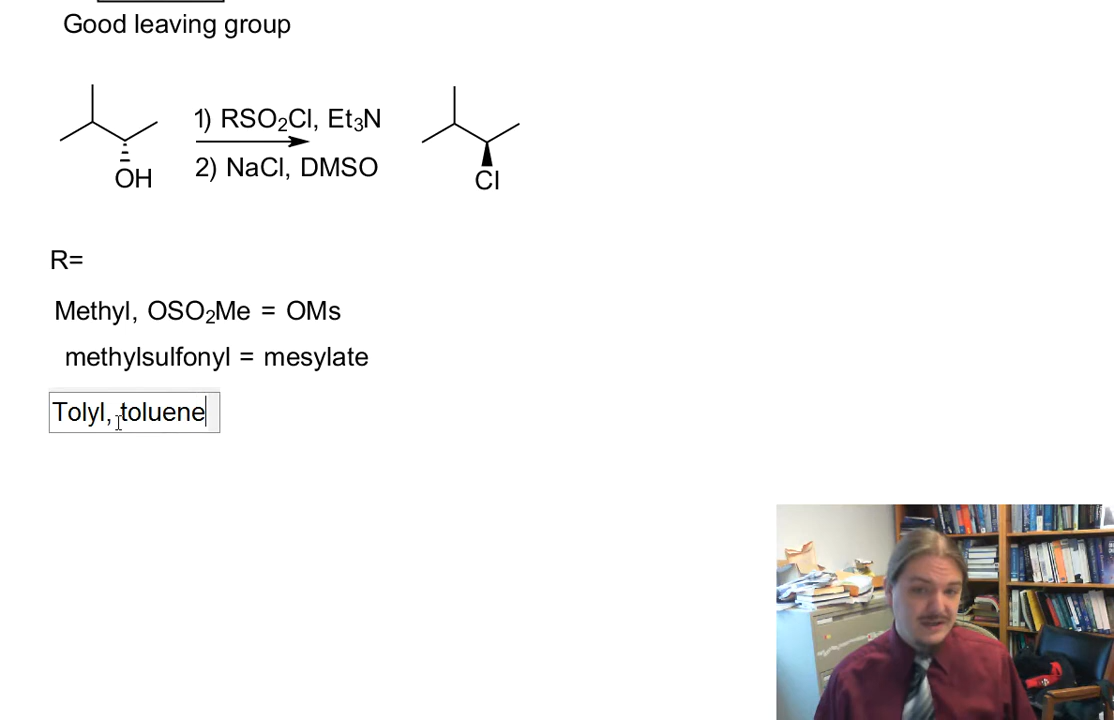 Good leaving group
1) RSO₂Cl, Et₃N
2) NaCl, DMSO
OH
Cl
R=
Methyl, OSO₂Me = OMs
methylsulfonyl = mesylate
Tolyl, toluene